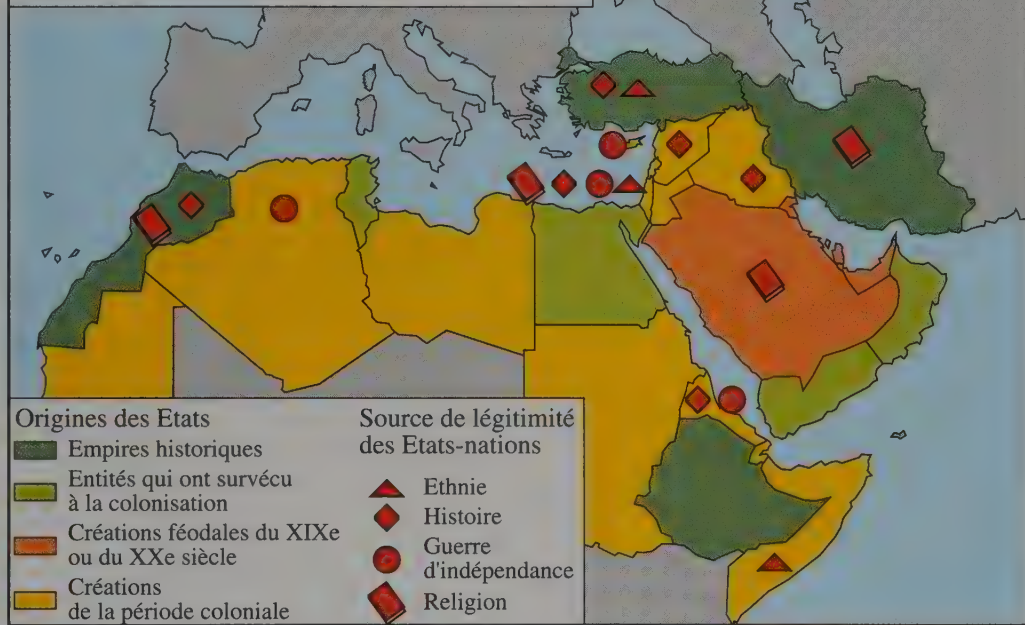 Origines des Etats
Empires historiques
Entités qui ont survécu
à la colonisation
Créations féodales du XIXe
ou du XXe siècle
Créations
de la période coloniale
Source de légitimité
des Etats-nations
Ethnie
Histoire
Guerre
d'indépendance
Religion